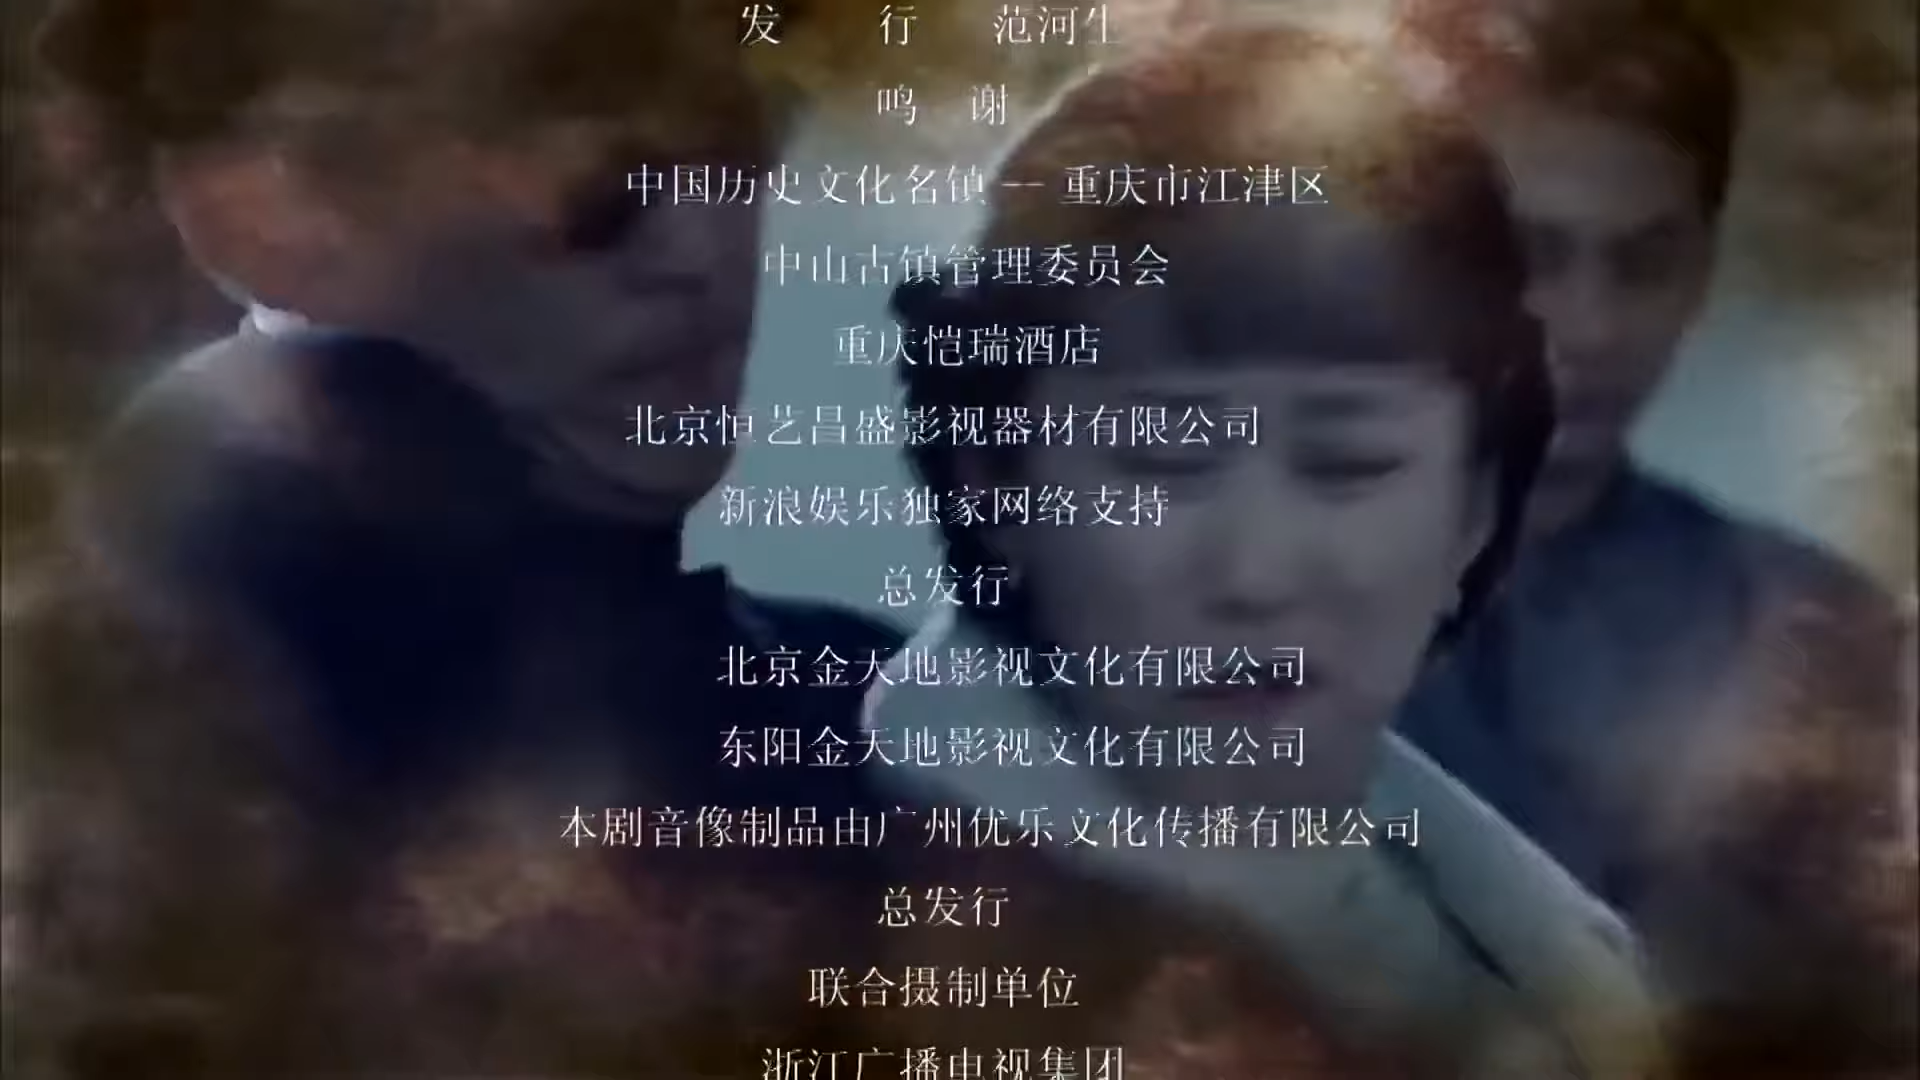 发 行 范河生
鸣 谢
中国历史文化名镇 -- 重庆市江津区
中山古镇管理委员会
重庆恺瑞酒店
北京恒艺昌盛影视器材有限公司
新浪娱乐独家网络支持
总发行
北京金天地影视文化有限公司
东阳金天地影视文化有限公司
本剧音像制品由广州优乐文化传播有限公司
总发行
联合摄制单位
浙江广播电视集团